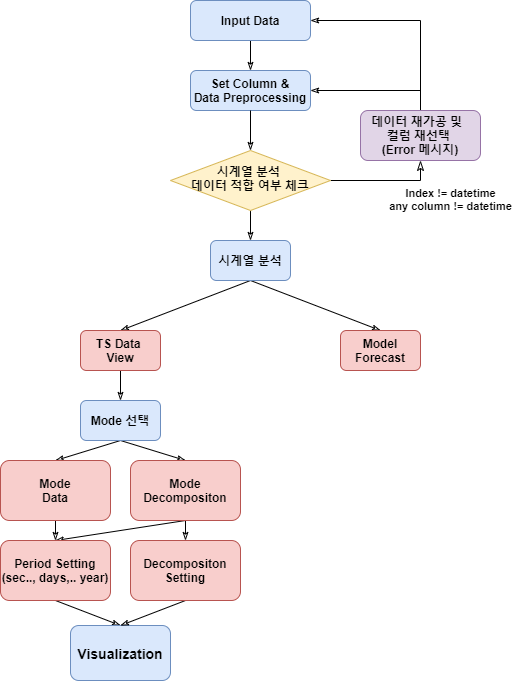 Input Data
Set Column &
Data Preprocessing
데이터 재가공 및
컬럼 재선택
(Error 메시지)
시계열 분석
데이터 적합 여부 체크
Index != datetime
any column != datetime
시계열 분석
TS Data
View
Model
Forecast
Mode 선택
Mode
Data
Mode
Decompositon
Period Setting
(sec.., days,.. year)
Decompositon
Setting
Visualization